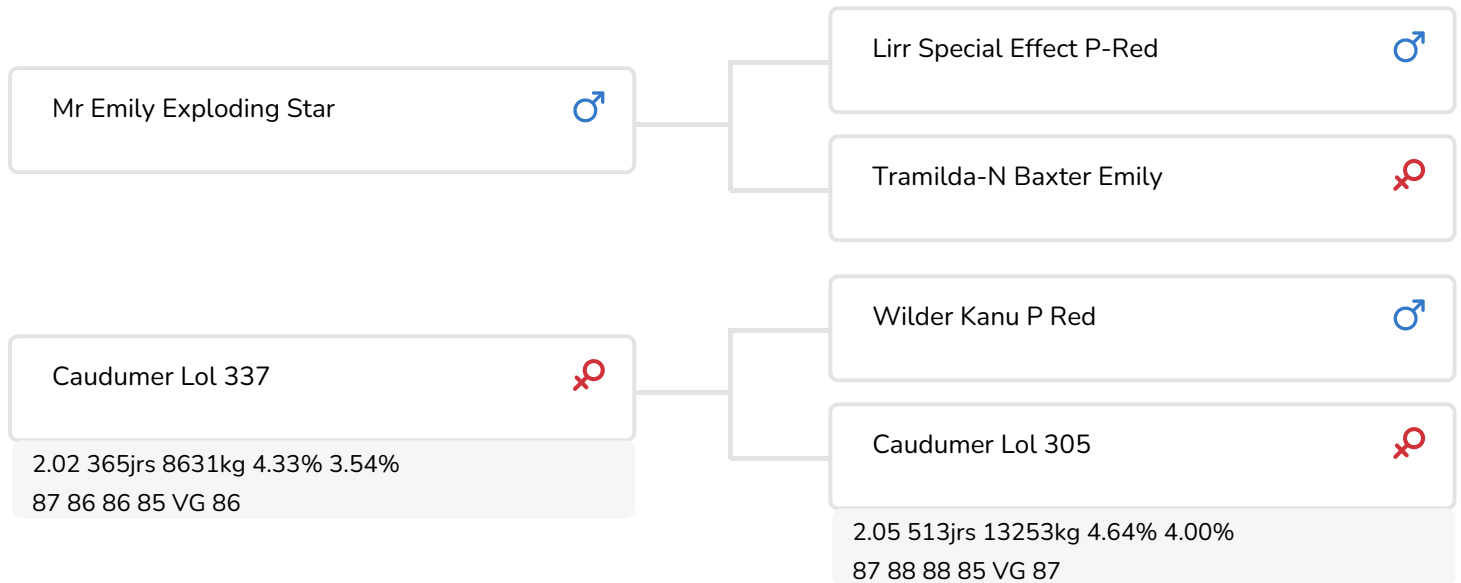 Lirr Special Effect P-Red
Mr Emily Exploding Star
Tramilda-N Baxter Emily
Wilder Kanu P Red
Caudumer Lol 337
2.02 365jrs 8631kg 4.33% 3.54%
87 86 86 85 VG 86
Caudumer Lol 305
2.05 513jrs 13253kg 4.64% 4.00%
87 88 88 85 VG 87